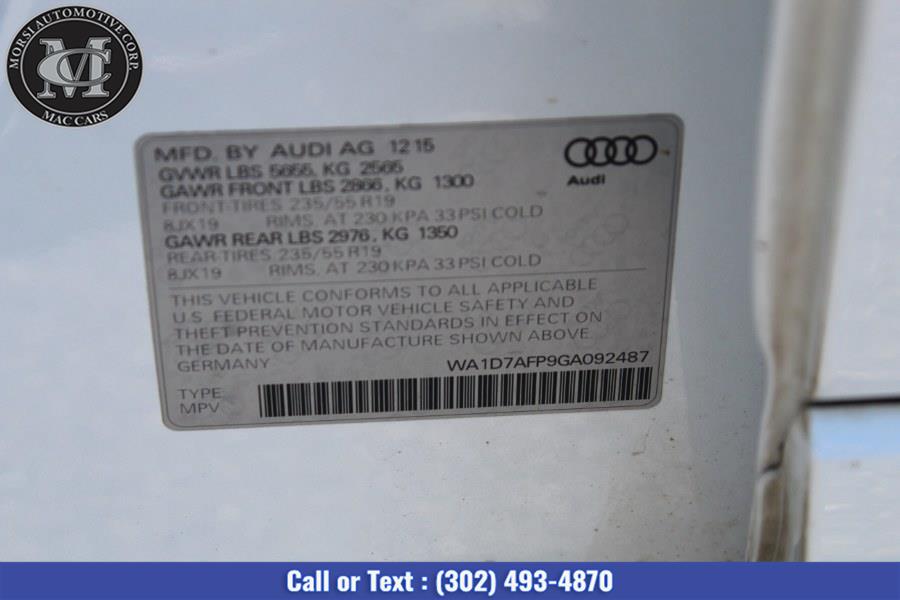 MORSI AUTOMOTIVE CORP.
MC
MAC CARS
MFD. BY AUDI AG 12 15
GVWR LBS 5655, KG 2565
GAWR FRONT LBS 2866, KG 1300
FRONT-TIRES 235/55 R19
8JX19 RIMS, AT 230 KPA 33 PSI COLD
GAWR REAR LBS 2976, KG 1350
REAR-TIRES 235/55 R19
8JX19 RIMS, AT 230 KPA 33 PSI COLD
Audi
THIS VEHICLE CONFORMS TO ALL APPLICABLE
U.S. FEDERAL MOTOR VEHICLE SAFETY AND
THEFT PREVENTION STANDARDS IN EFFECT ON
THE DATE OF MANUFACTURE SHOWN ABOVE.
GERMANY WA1D7AFP9GA092487
TYPE:
MPV
Call or Text : (302) 493-4870